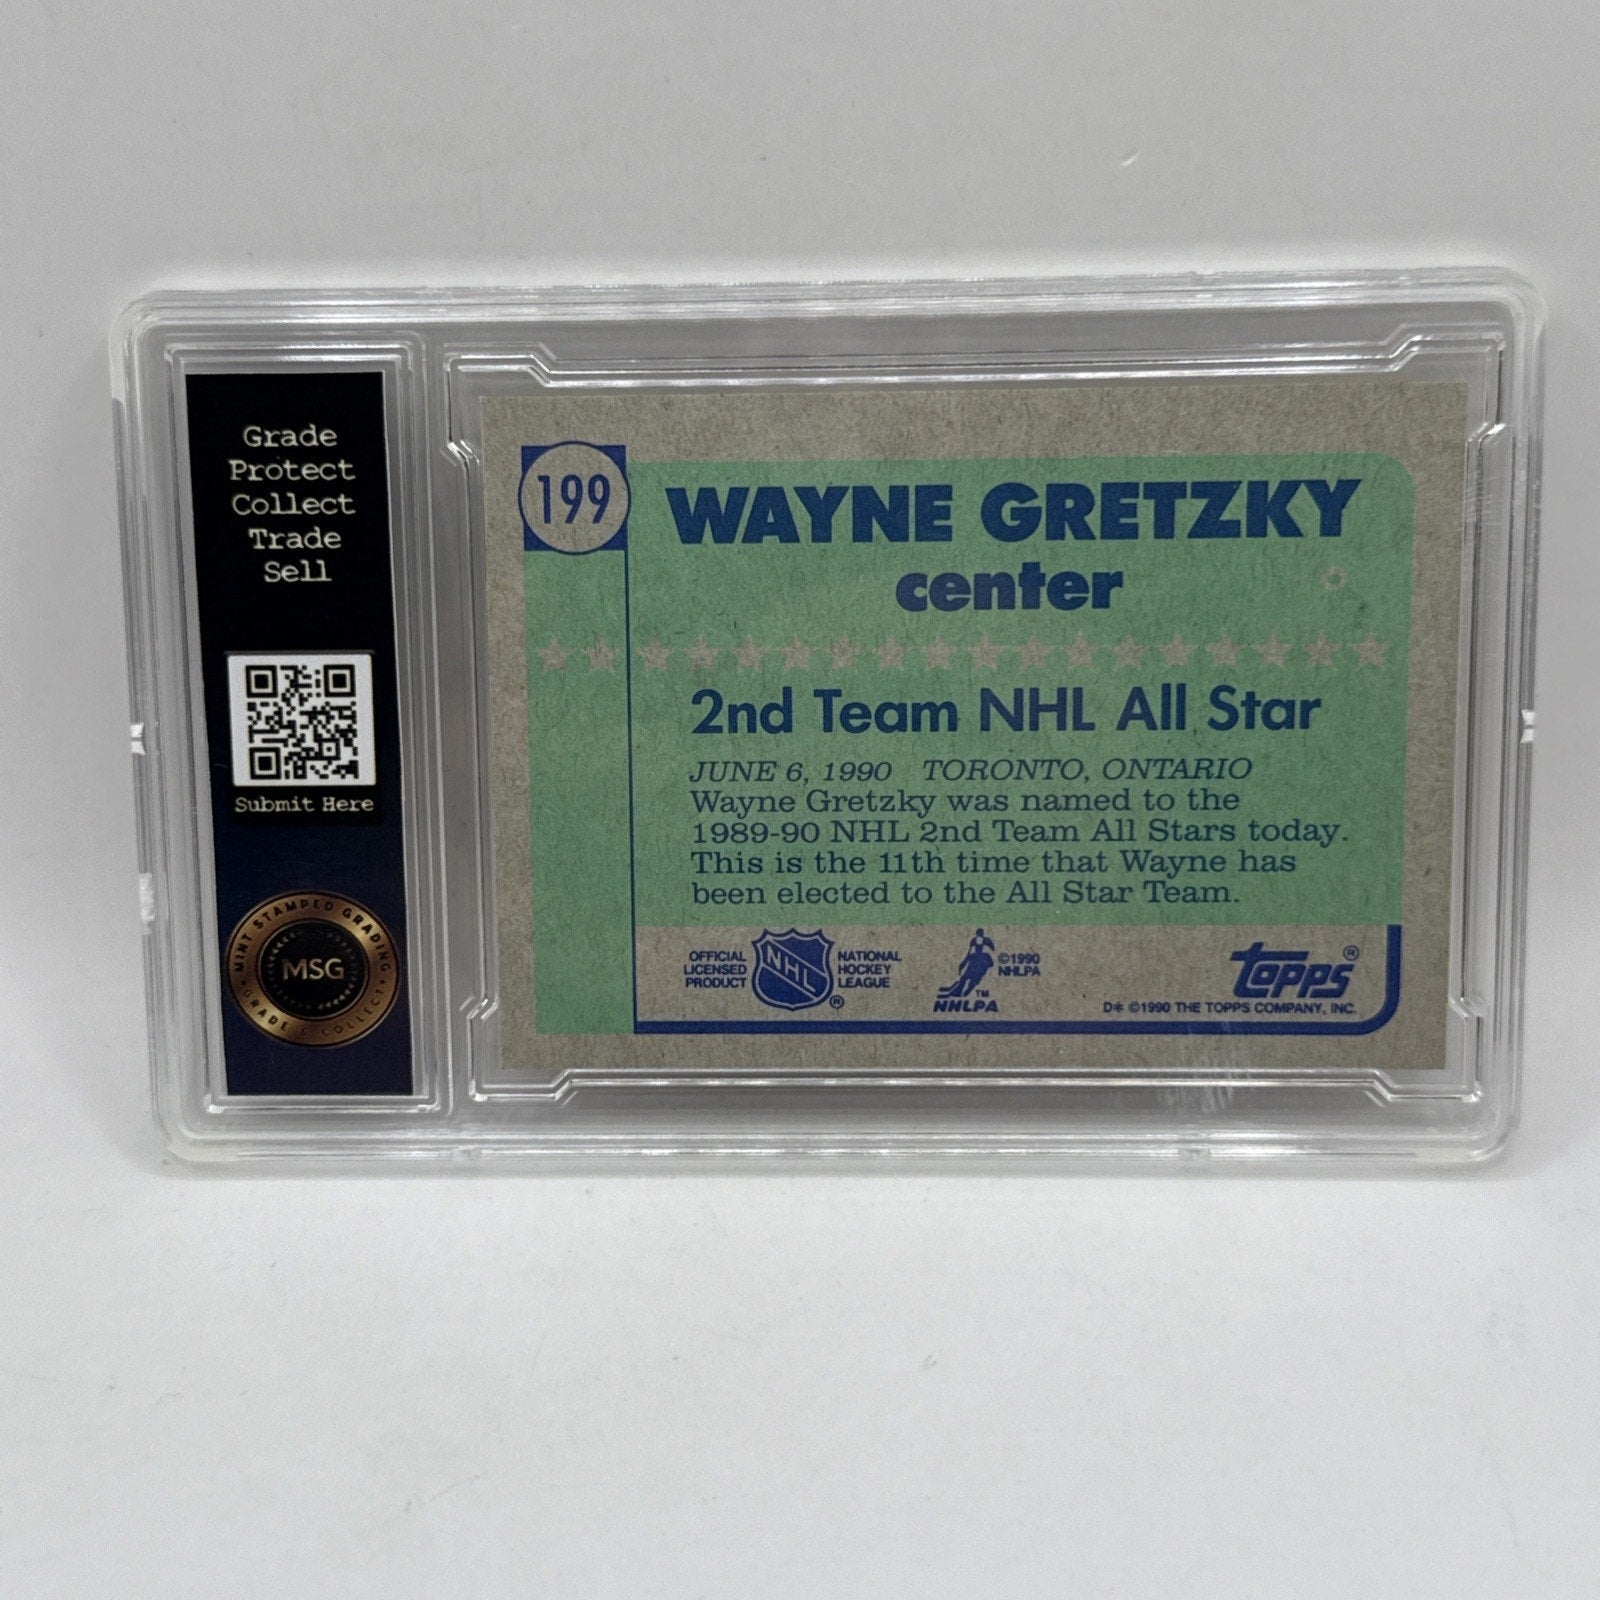 Grade
Protect
Collect
Trade
Sell
Submit Here
MINT STAMPED GRADING
MSG
GRADE & COLLECT
199
WAYNE GRETZKY
center
2nd Team NHL All Star
JUNE 6, 1990 TORONTO, ONTARIO
Wayne Gretzky was named to the
1989-90 NHL 2nd Team All Stars today.
This is the 11th time that Wayne has
been elected to the All Star Team.
OFFICIAL
LICENSED
PRODUCT
NHL
®
NATIONAL
HOCKEY
LEAGUE
™
NHLPA
©1990
NHLPA
topps®
D* ©1990 THE TOPPS COMPANY, INC.